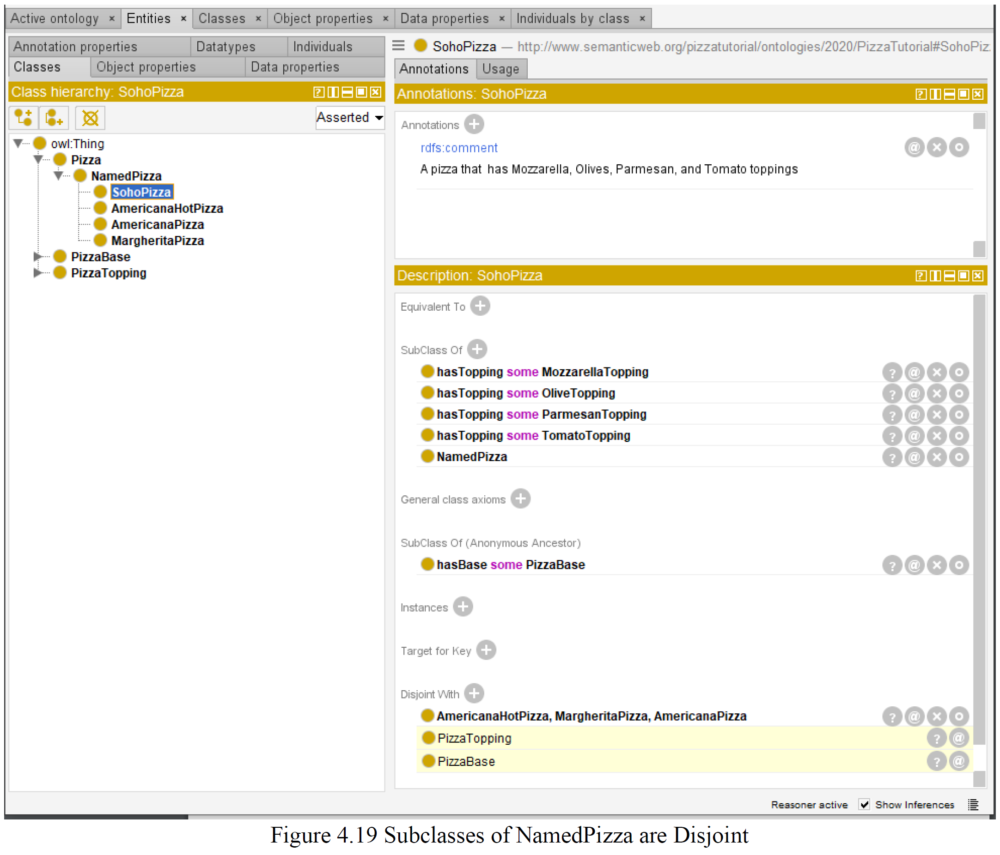 Active ontology × Entities × Classes × Object properties × Data properties × Individuals by class ×
Annotation properties Datatypes Individuals
Classes Object properties Data properties
Class hierarchy: SohoPizza
Asserted
owl:Thing
Pizza
NamedPizza
SohoPizza
AmericanaHotPizza
AmericanaPizza
MargheritaPizza
PizzaBase
PizzaTopping
SohoPizza — http://www.semanticweb.org/pizzatutorial/ontologies/2020/PizzaTutorial#SohoPiz
Annotations Usage
Annotations: SohoPizza
Annotations
rdfs:comment
A pizza that  has Mozzarella, Olives, Parmesan, and Tomato toppings
Description: SohoPizza
Equivalent To
SubClass Of
hasTopping some MozzarellaTopping
hasTopping some OliveTopping
hasTopping some ParmesanTopping
hasTopping some TomatoTopping
NamedPizza
General class axioms
SubClass Of (Anonymous Ancestor)
hasBase some PizzaBase
Instances
Target for Key
Disjoint With
AmericanaHotPizza, MargheritaPizza, AmericanaPizza
PizzaTopping
PizzaBase
Reasoner active Show Inferences
Figure 4.19 Subclasses of NamedPizza are Disjoint